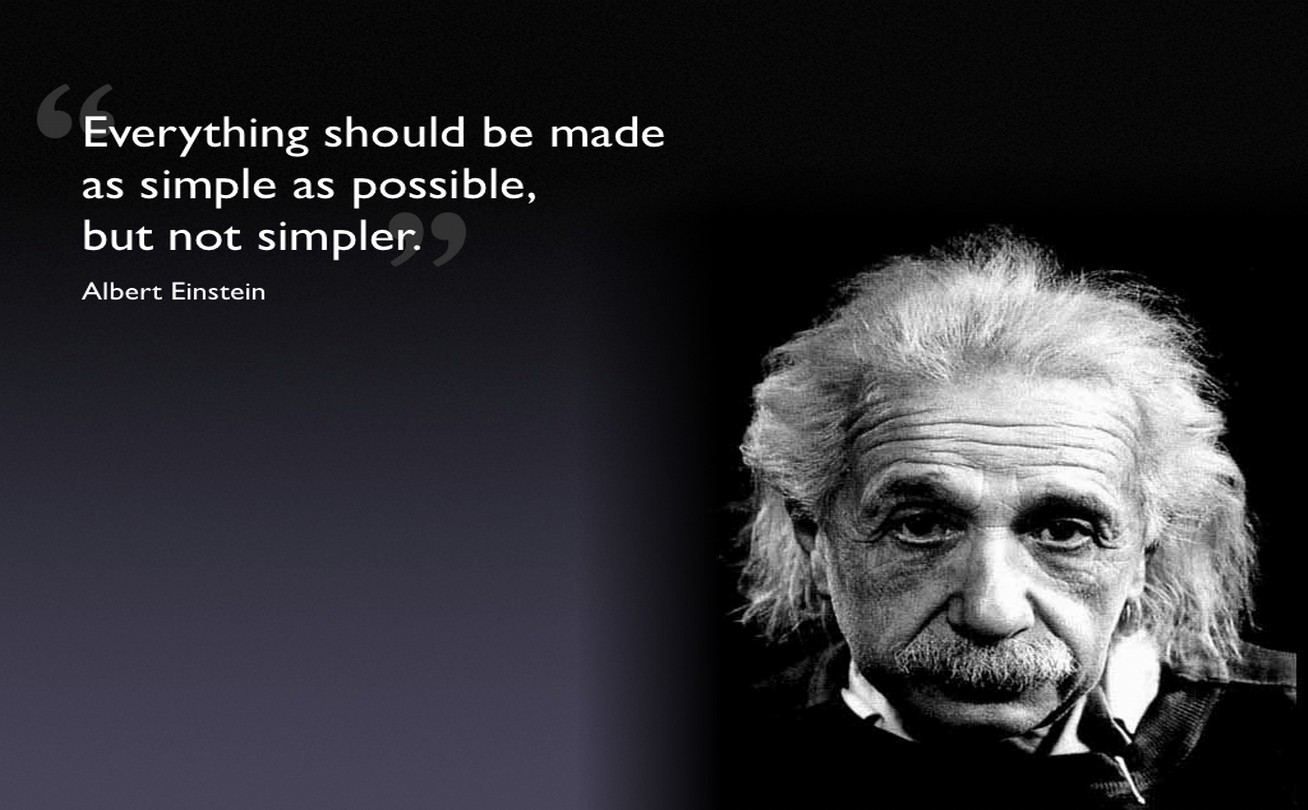 “Everything should be made
as simple as possible,
but not simpler.”
Albert Einstein